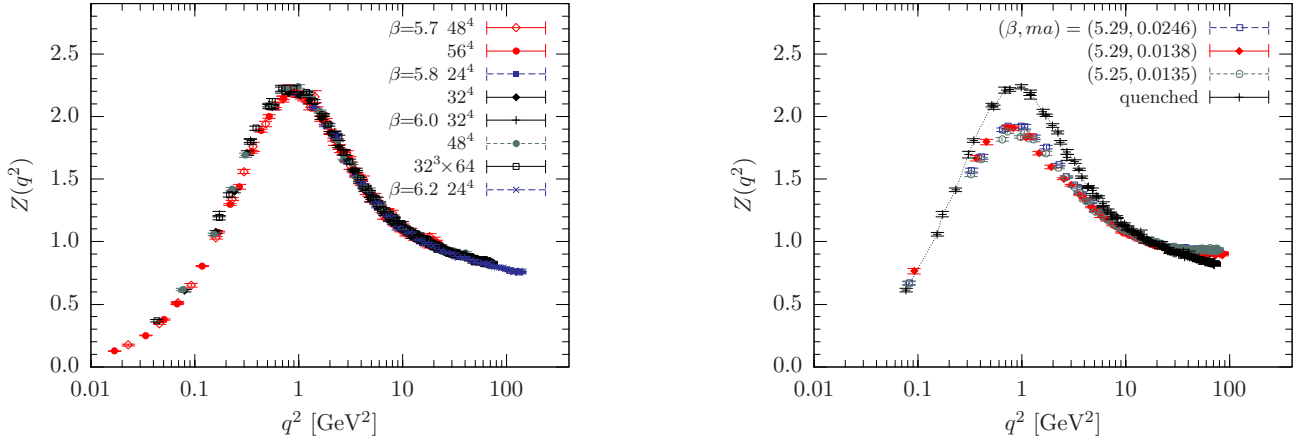 2.5
2.0
1.5
1.0
0.5
0.0
Z(q²)
0.01 0.1 1 10 100
q² [GeV²]
β=5.7 48⁴
56⁴
β=5.8 24⁴
32⁴
β=6.0 32⁴
48⁴
32³×64
β=6.2 24⁴
2.5
2.0
1.5
1.0
0.5
0.0
Z(q²)
0.01 0.1 1 10 100
q² [GeV²]
(β, ma) = (5.29, 0.0246)
(5.29, 0.0138)
(5.25, 0.0135)
quenched